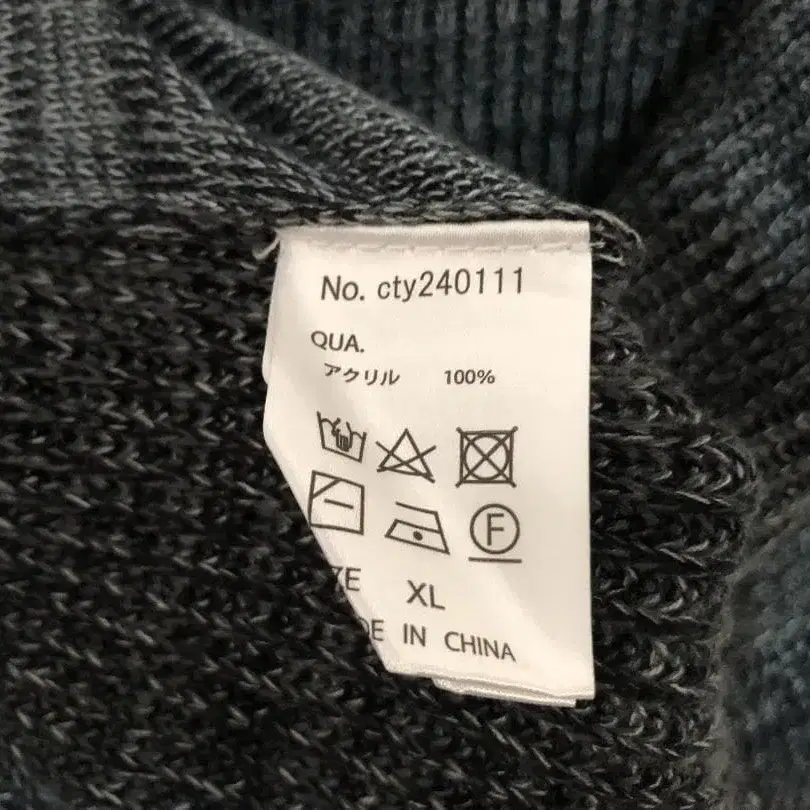 No. cty240111
QUA.
アクリル 100%
F
XL
IN CHINA